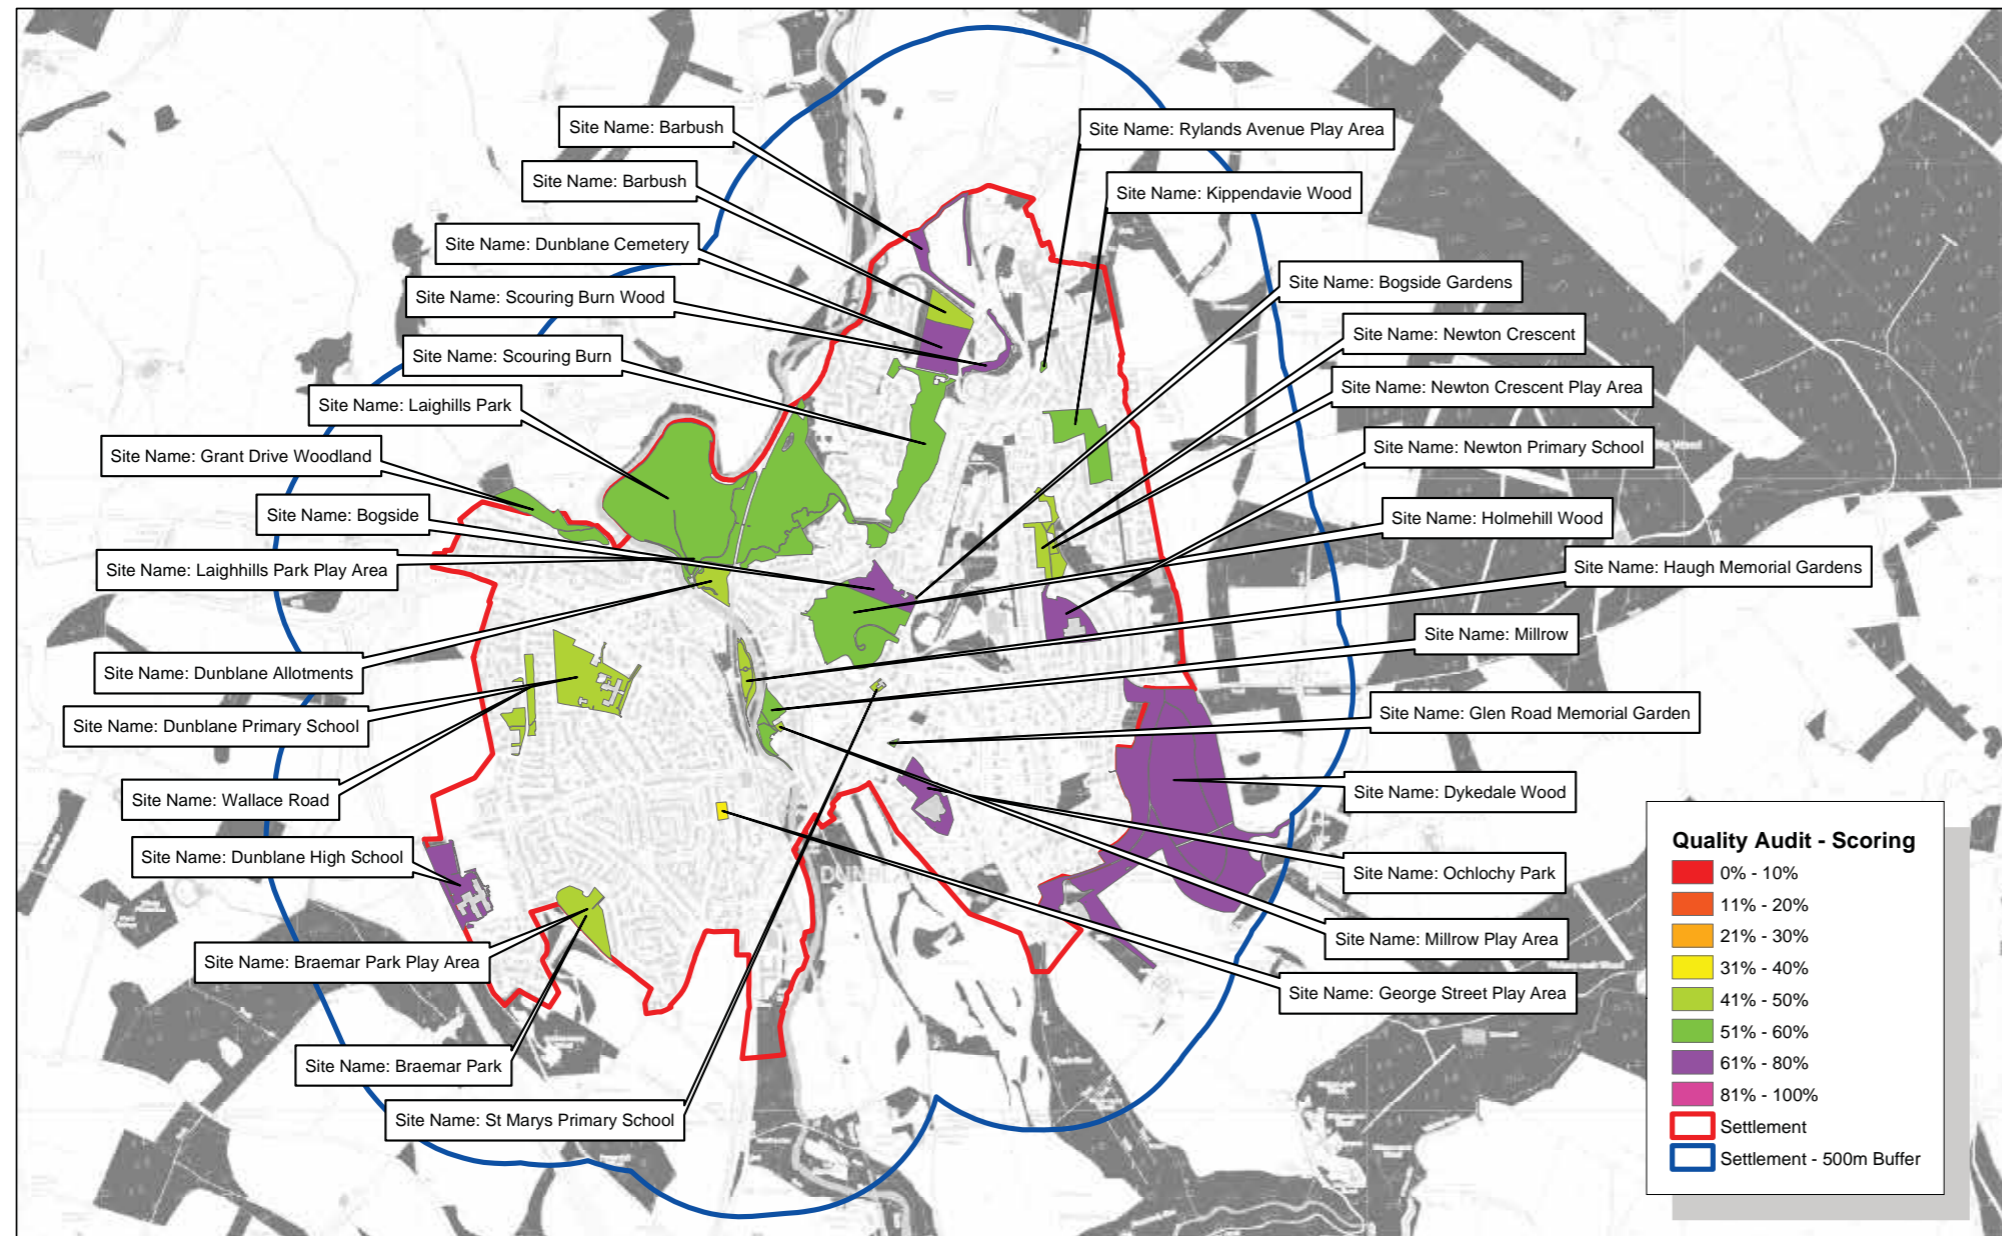 Site Name: Barbush
Site Name: Rylands Avenue Play Area
Site Name: Barbush
Site Name: Kippendavie Wood
Site Name: Dunblane Cemetery
Site Name: Bogside Gardens
Site Name: Scouring Burn Wood
Site Name: Newton Crescent
Site Name: Scouring Burn
Site Name: Newton Crescent Play Area
Site Name: Laighills Park
Site Name: Newton Primary School
Site Name: Grant Drive Woodland
Site Name: Bogside
Site Name: Holmehill Wood
Site Name: Laighhills Park Play Area
Site Name: Haugh Memorial Gardens
Site Name: Millrow
Site Name: Dunblane Allotments
Site Name: Glen Road Memorial Garden
Site Name: Dunblane Primary School
Site Name: Dykedale Wood
Site Name: Wallace Road
Site Name: Dunblane High School
Site Name: Ochlochy Park
Site Name: Millrow Play Area
Site Name: Braemar Park Play Area
Site Name: George Street Play Area
Site Name: Braemar Park
Site Name: St Marys Primary School
Quality Audit - Scoring
0% - 10%
11% - 20%
21% - 30%
31% - 40%
41% - 50%
51% - 60%
61% - 80%
81% - 100%
Settlement
Settlement - 500m Buffer